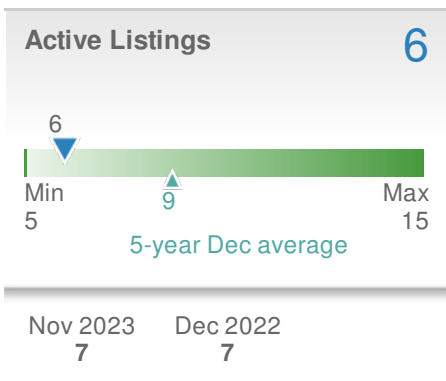 Active Listings 6
6
Min 9 Max
5 15
5-year Dec average
Nov 2023 Dec 2022
7 7